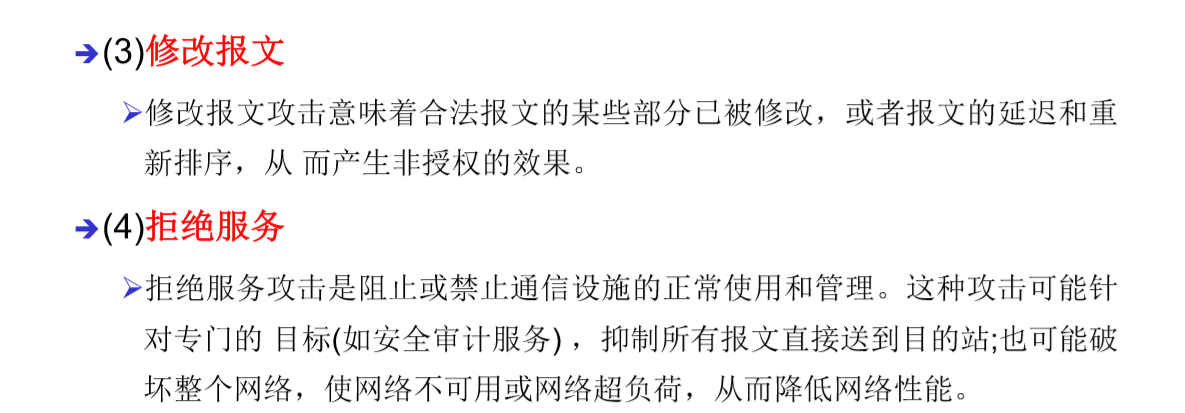 ➔(3)修改报文
➢修改报文攻击意味着合法报文的某些部分已被修改，或者报文的延迟和重
新排序，从 而产生非授权的效果。
➔(4)拒绝服务
➢拒绝服务攻击是阻止或禁止通信设施的正常使用和管理。这种攻击可能针
对专门的 目标(如安全审计服务) ，抑制所有报文直接送到目的站;也可能破
坏整个网络，使网络不可用或网络超负荷，从而降低网络性能。